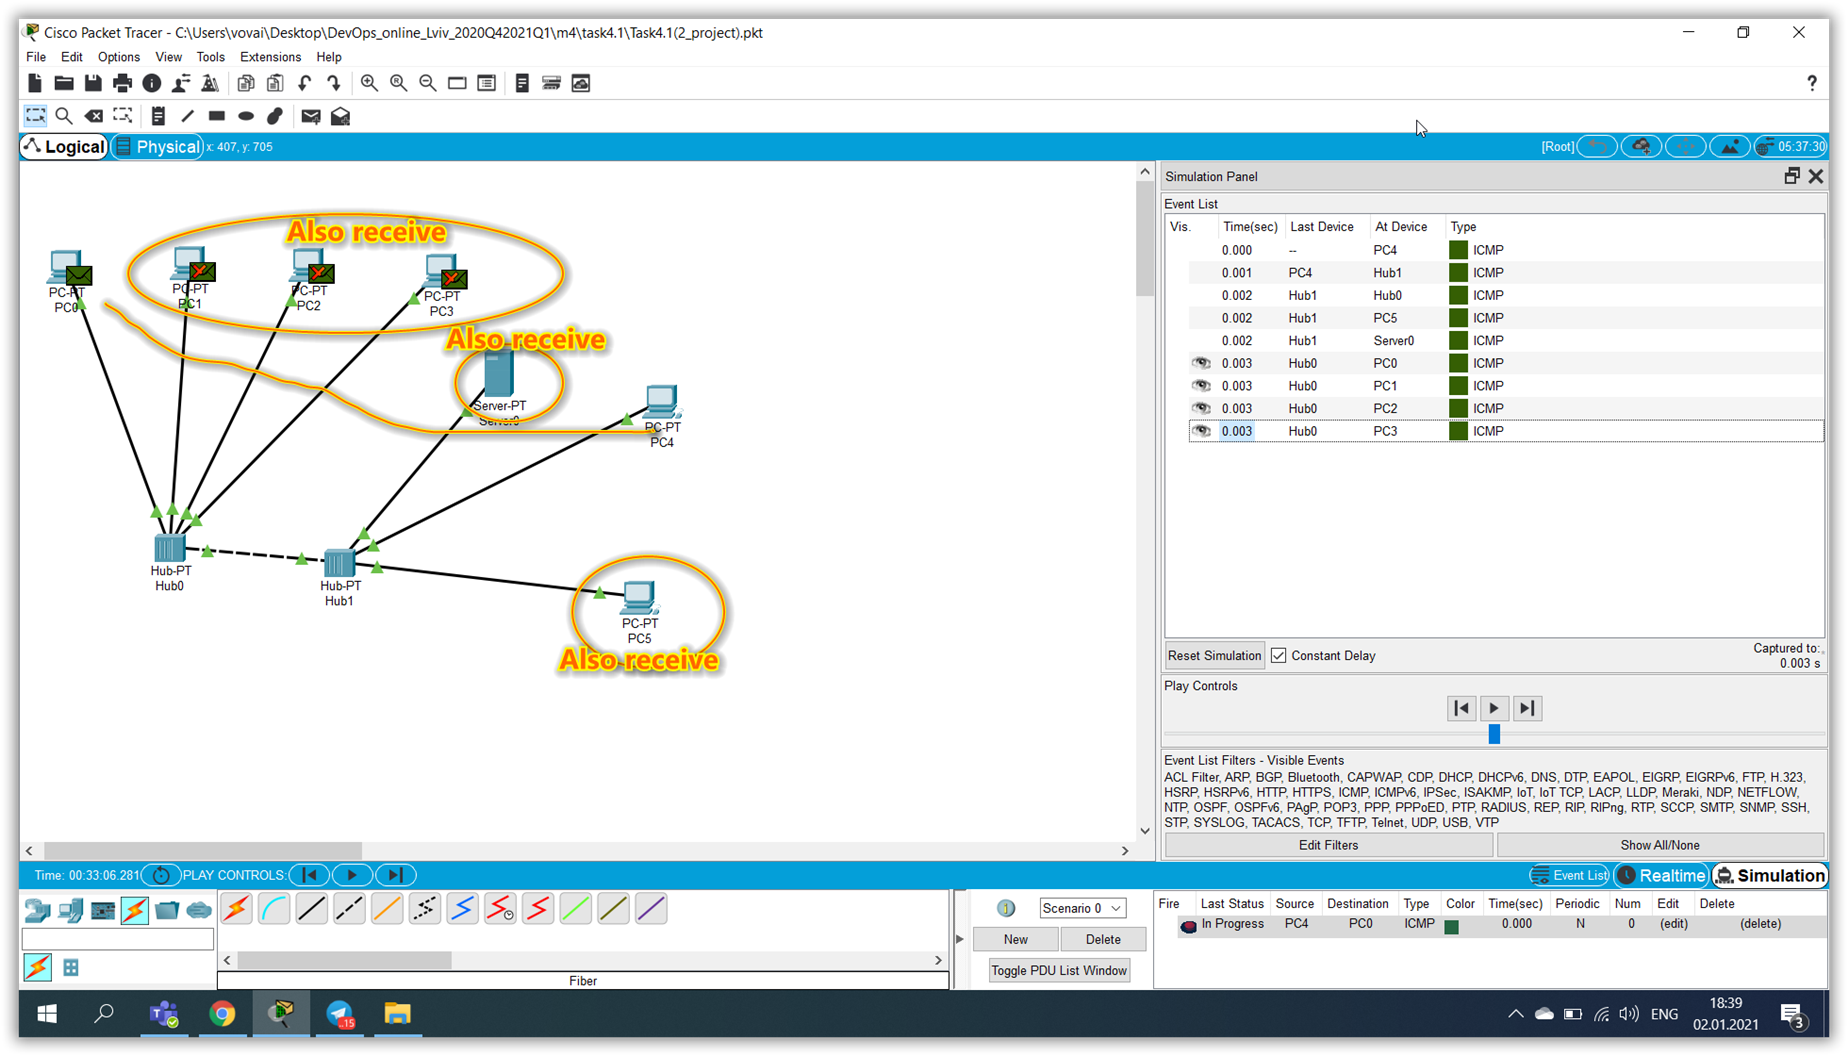 Cisco Packet Tracer - C:\Users\vovai\Desktop\DevOps_online_Lviv_2020Q42021Q1\m4\task4.1\Task4.1(2_project).pkt
File Edit Options View Tools Extensions Help
?
Logical Physical x: 407, y: 705 [Root] 05:37:30
Also receive
PC-PT
PC0
PC-PT
PC1
PC-PT
PC2
PC-PT
PC3
Also receive
Server-PT
Server0
PC-PT
PC4
Hub-PT
Hub0
Hub-PT
Hub1
PC-PT
PC5
Also receive
Simulation Panel
Event List
Vis. Time(sec) Last Device At Device Type
0.000 -- PC4 ICMP
0.001 PC4 Hub1 ICMP
0.002 Hub1 Hub0 ICMP
0.002 Hub1 PC5 ICMP
0.002 Hub1 Server0 ICMP
0.003 Hub0 PC0 ICMP
0.003 Hub0 PC1 ICMP
0.003 Hub0 PC2 ICMP
0.003 Hub0 PC3 ICMP
Reset Simulation Constant Delay Captured to:
0.003 s
Play Controls
Event List Filters - Visible Events
ACL Filter, ARP, BGP, Bluetooth, CAPWAP, CDP, DHCP, DHCPv6, DNS, DTP, EAPOL, EIGRP, EIGRPv6, FTP, H.323,
HSRP, HSRPv6, HTTP, HTTPS, ICMP, ICMPv6, IPSec, ISAKMP, IoT, IoT TCP, LACP, LLDP, Meraki, NDP, NETFLOW,
NTP, OSPF, OSPFv6, PAgP, POP3, PPP, PPPoED, PTP, RADIUS, REP, RIP, RIPng, RTP, SCCP, SMTP, SNMP, SSH,
STP, SYSLOG, TACACS, TCP, TFTP, Telnet, UDP, USB, VTP
Edit Filters Show All/None
Time: 00:33:06.281 PLAY CONTROLS: Event List Realtime Simulation
Scenario 0
New Delete
Toggle PDU List Window
Fire Last Status Source Destination Type Color Time(sec) Periodic Num Edit Delete
In Progress PC4 PC0 ICMP 0.000 N 0 (edit) (delete)
Fiber
15
ENG
18:39
02.01.2021
3